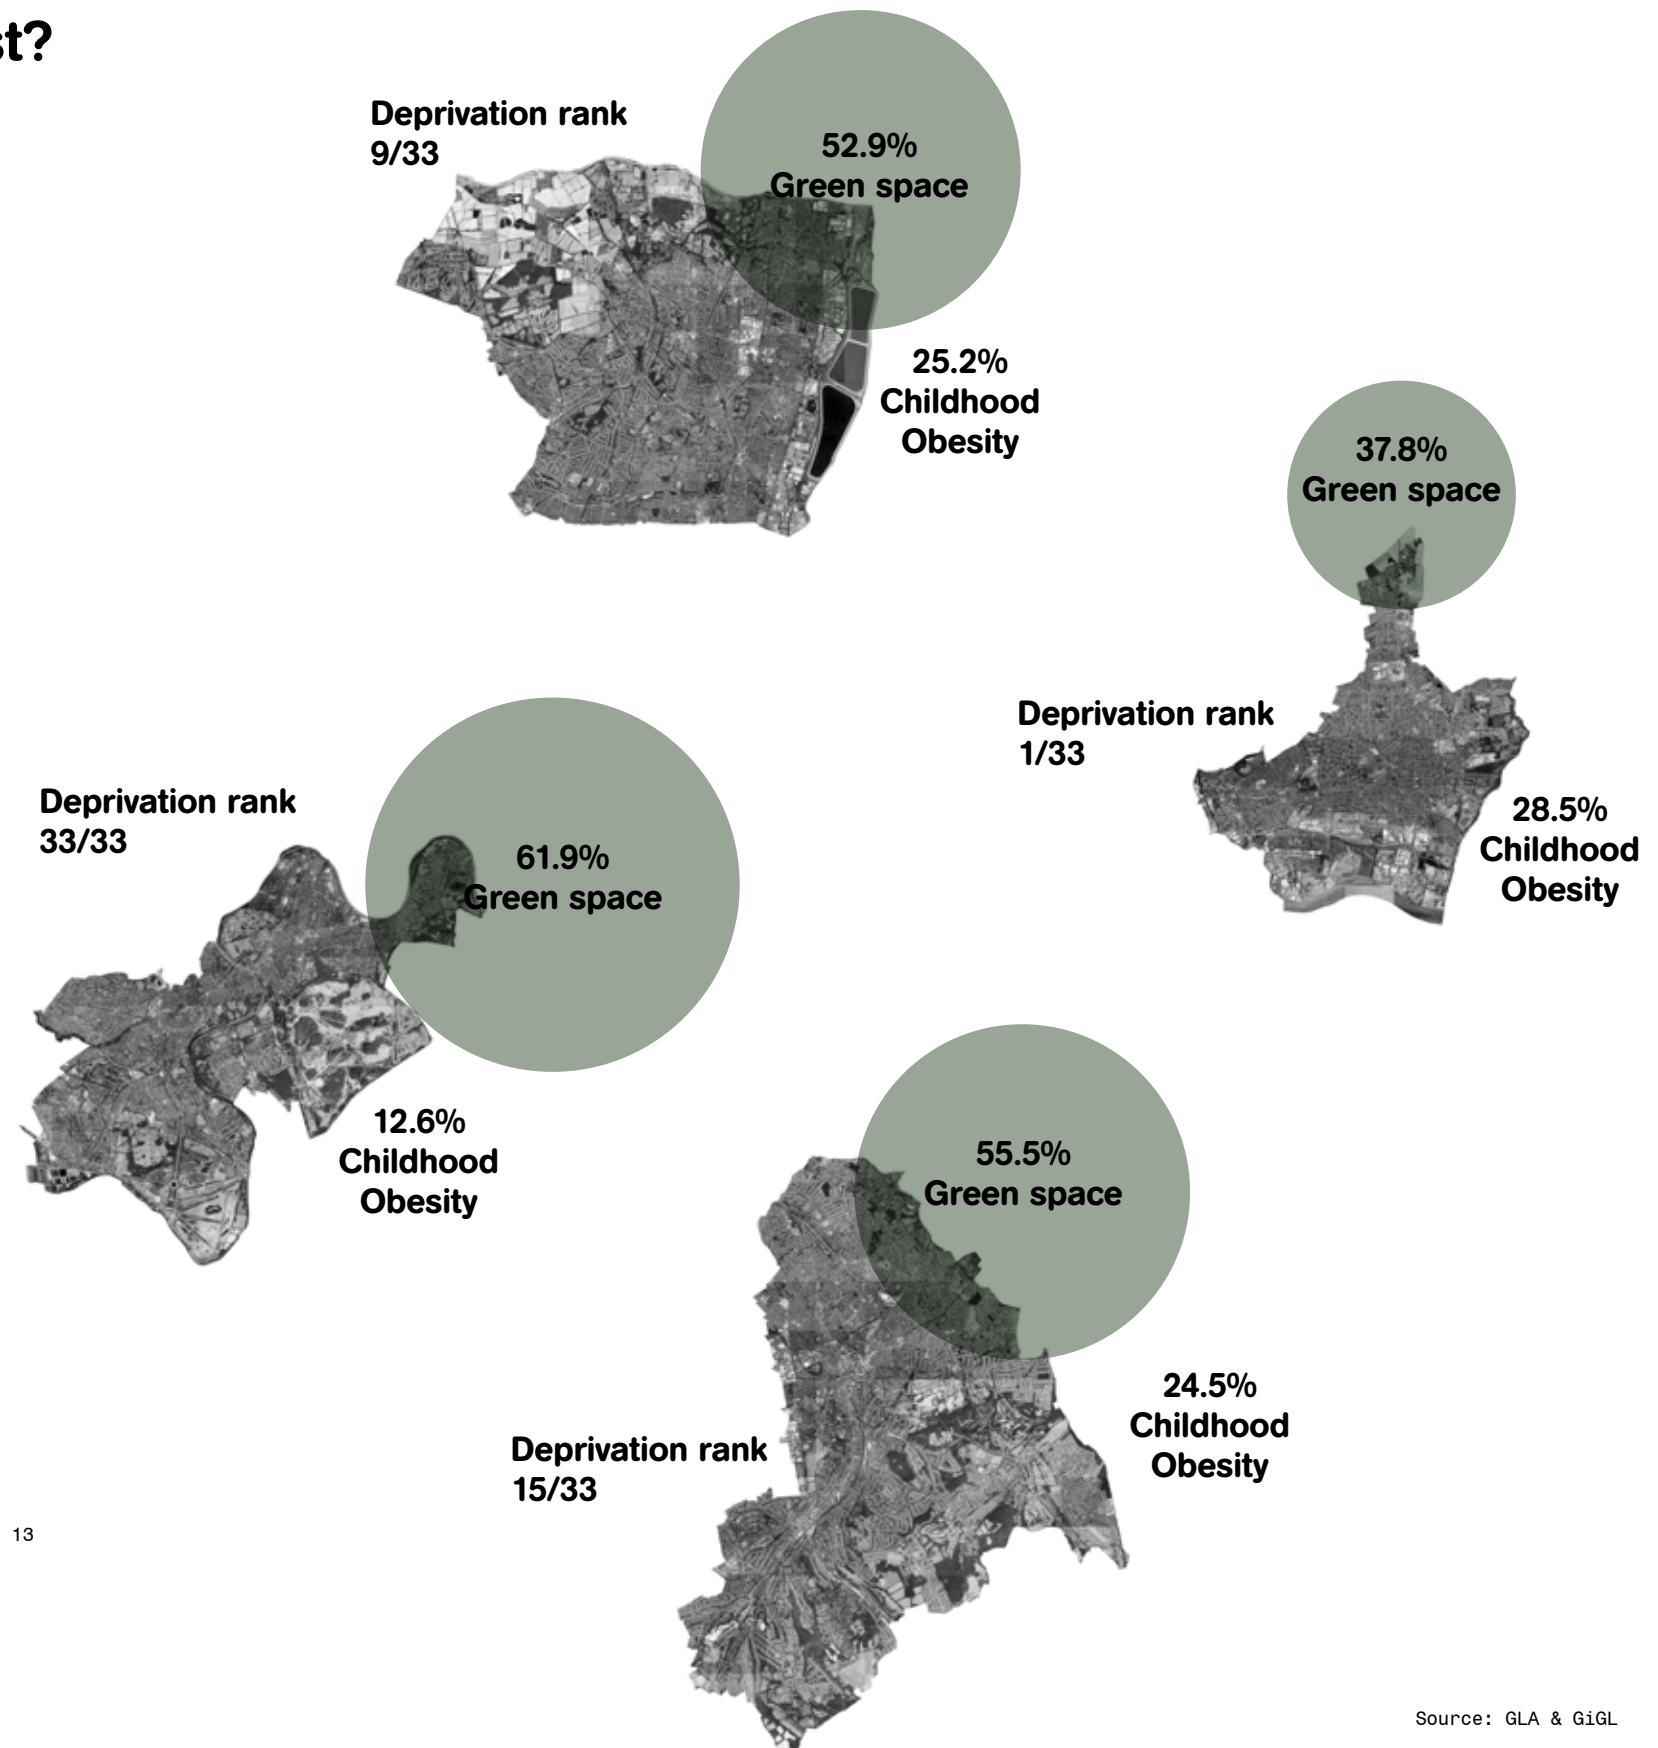 st?
Deprivation rank
9/33
52.9%
Green space
25.2%
Childhood
Obesity
37.8%
Green space
Deprivation rank
1/33
28.5%
Childhood
Obesity
Deprivation rank
33/33
61.9%
Green space
12.6%
Childhood
Obesity
55.5%
Green space
24.5%
Childhood
Obesity
Deprivation rank
15/33
13
Source: GLA & GiGL